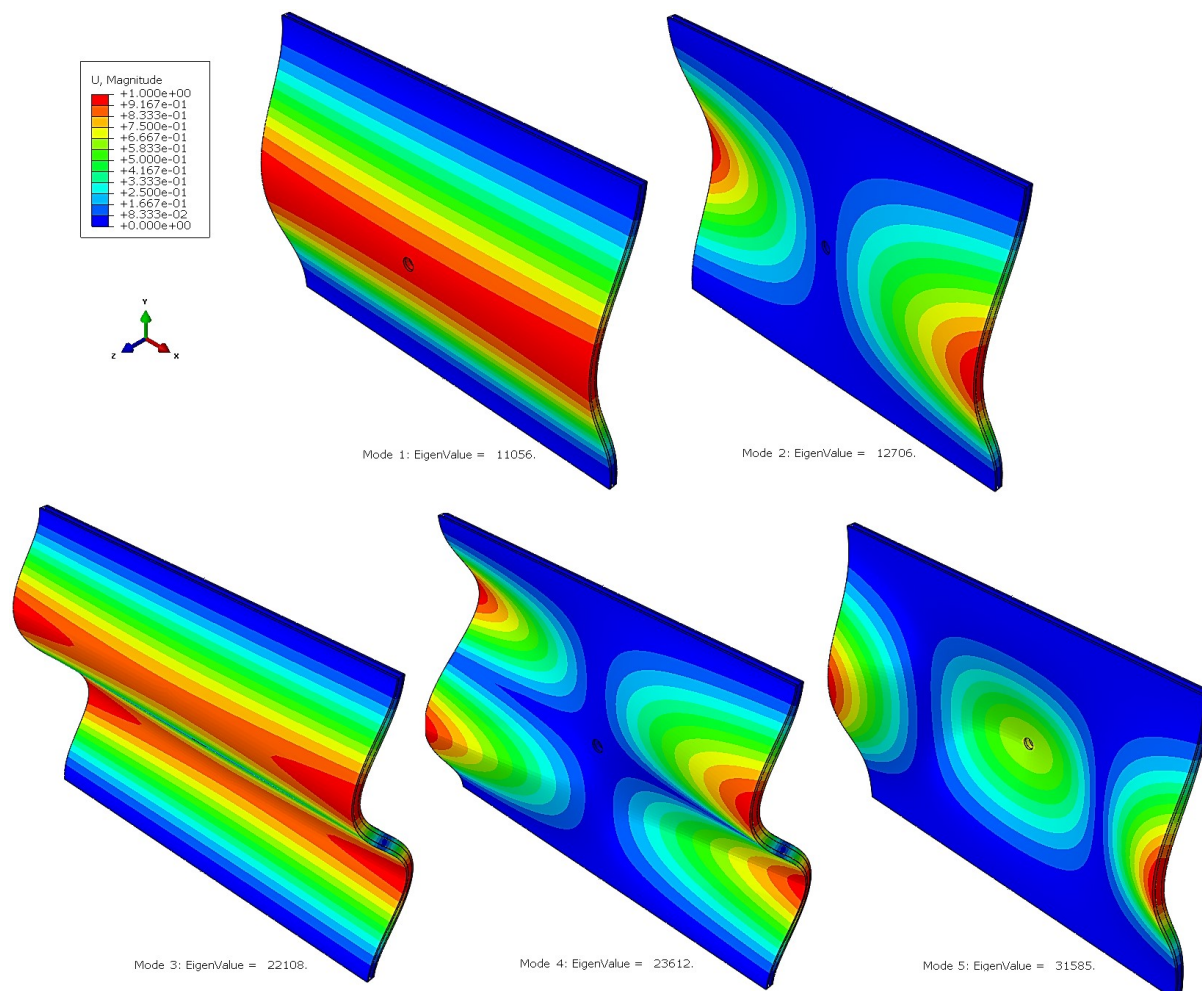 U, Magnitude
+1.000e+00
+9.167e-01
+8.333e-01
+7.500e-01
+6.667e-01
+5.833e-01
+5.000e-01
+4.167e-01
+3.333e-01
+2.500e-01
+1.667e-01
+8.333e-02
+0.000e+00
Y
Z
X
Mode 1: EigenValue = 11056.
Mode 2: EigenValue = 12706.
Mode 3: EigenValue = 22108.
Mode 4: EigenValue = 23612.
Mode 5: EigenValue = 31585.